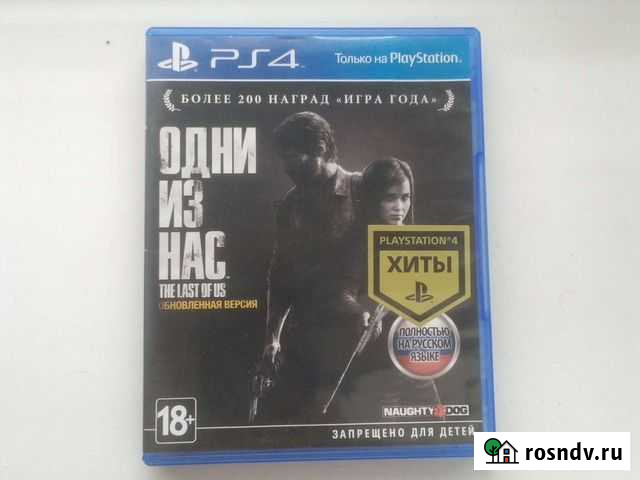 PS4
Только на PlayStation®
БОЛЕЕ 200 НАГРАД «ИГРА ГОДА»
ОДНИ
ИЗ
НАС
THE LAST OF US
ОБНОВЛЕННАЯ ВЕРСИЯ
PLAYSTATION®4
ХИТЫ
ПОЛНОСТЬЮ
НА РУССКОМ
ЯЗЫКЕ
NAUGHTY DOG
18+
ЗАПРЕЩЕНО ДЛЯ ДЕТЕЙ
rosndv.ru